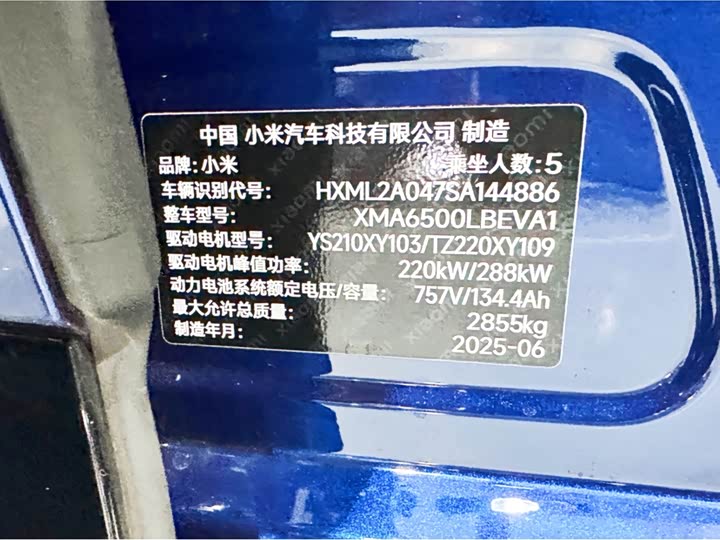 中国 小米汽车科技有限公司 制造
品牌: 小米 乘坐人数: 5
车辆识别代号: HXML2A047SA144886
整车型号: XMA6500LBEVA1
驱动电机型号: YS210XY103/TZ220XY109
驱动电机峰值功率: 220kW/288kW
动力电池系统额定电压/容量: 757V/134.4Ah
最大允许总质量: 2855kg
制造年月: 2025-06